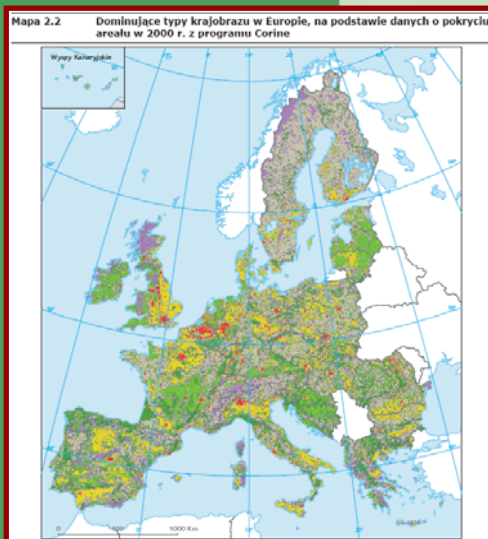 Mapa 2.2 Dominujące typy krajobrazu w Europie, na podstawie danych o pokryciu
areału w 2000 r. z programu Corine
Wyspy Kanaryjskie
0 500 1000 Km